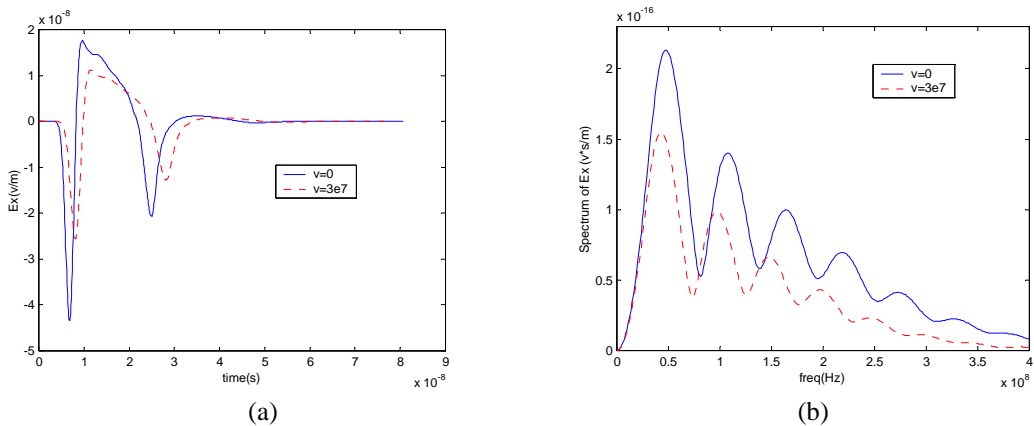 x 10⁻⁸
2
1
0
-1
-2
-3
-4
-5
Ex(v/m)
v=0
v=3e7
0
1
2
3
4
5
6
7
8
9
time(s)
x 10⁻⁸
(a)
x 10⁻¹⁶
2
1.5
1
0.5
0
Spectrum of Ex (v*s/m)
v=0
v=3e7
0
0.5
1
1.5
2
2.5
3
3.5
4
freq(Hz)
x 10⁸
(b)